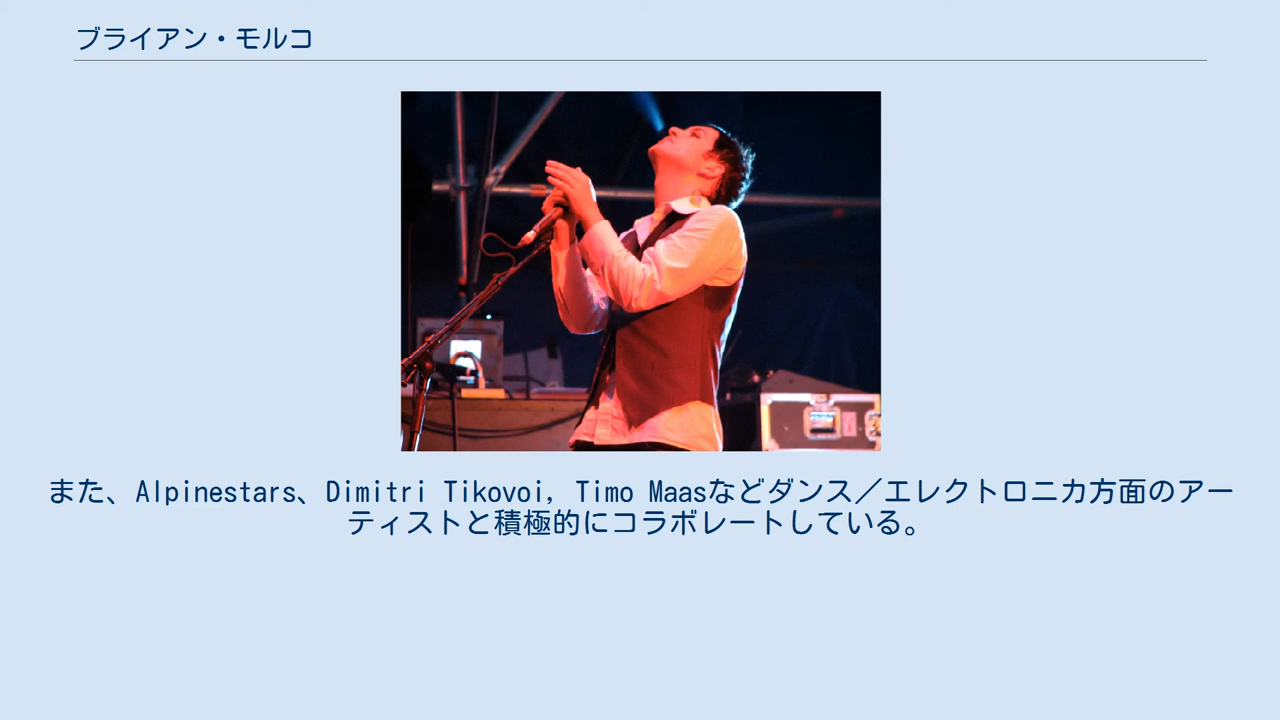 ブライアン・モルコ
また、Alpinestars、Dimitri Tikovoi, Timo Maasなどダンス／エレクトロニカ方面のアー
ティストと積極的にコラボレートしている。